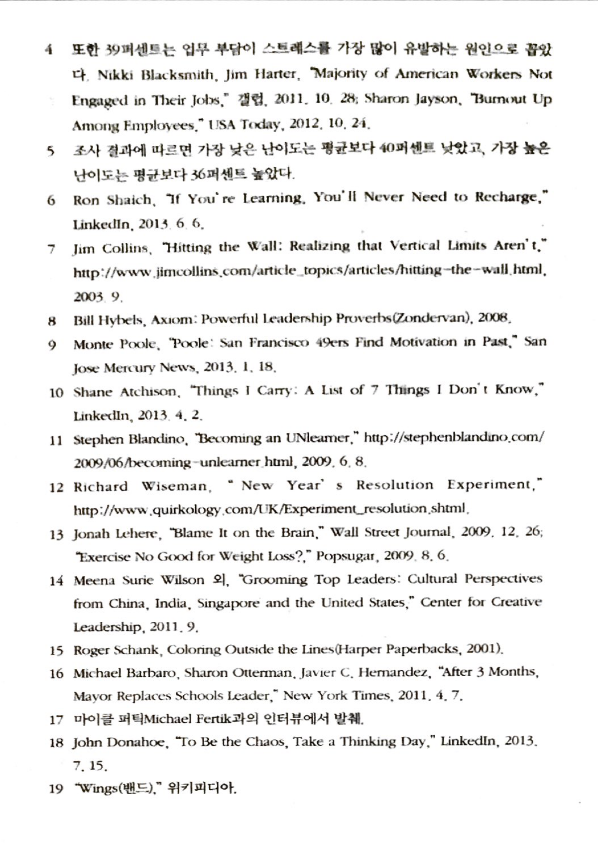 4 또한 39퍼센트는 업무 부담이 스트레스를 가장 많이 유발하는 원인으로 꼽았
다. Nikki Blacksmith, Jim Harter, "Majority of American Workers Not
Engaged in Their Jobs," 갤럽, 2011. 10. 28; Sharon Jayson, "Burnout Up
Among Employees," USA Today, 2012. 10. 24.
5 조사 결과에 따르면 가장 낮은 난이도는 평균보다 40퍼센트 낮았고, 가장 높은
난이도는 평균보다 36퍼센트 높았다.
6 Ron Shaich, "If You're Learning, You'll Never Need to Recharge,"
LinkedIn, 2013. 6. 6.
7 Jim Collins, "Hitting the Wall: Realizing that Vertical Limits Aren't,"
http://www.jimcollins.com/article_topics/articles/hitting-the-wall.html,
2003. 9.
8 Bill Hybels, Axiom: Powerful Leadership Proverbs(Zondervan), 2008.
9 Monte Poole, "Poole: San Francisco 49ers Find Motivation in Past," San
Jose Mercury News, 2013. 1. 18.
10 Shane Atchison, "Things I Carry: A List of 7 Things I Don't Know,"
LinkedIn, 2013. 4. 2.
11 Stephen Blandino, "Becoming an UNlearner," http://stephenblandino.com/
2009/06/becoming-unlearner.html, 2009. 6. 8.
12 Richard Wiseman, "New Year's Resolution Experiment,"
http://www.quirkology.com/UK/Experiment_resolution.shtml.
13 Jonah Lehere, "Blame It on the Brain," Wall Street Journal, 2009. 12. 26;
"Exercise No Good for Weight Loss?," Popsugar, 2009. 8. 6.
14 Meena Surie Wilson 외, "Grooming Top Leaders: Cultural Perspectives
from China, India, Singapore and the United States," Center for Creative
Leadership, 2011. 9.
15 Roger Schank, Coloring Outside the Lines(Harper Paperbacks, 2001).
16 Michael Barbaro, Sharon Otterman, Javier C. Hernandez, "After 3 Months,
Mayor Replaces Schools Leader," New York Times, 2011. 4. 7.
17 마이클 퍼틱Michael Fertik과의 인터뷰에서 발췌.
18 John Donahoe, "To Be the Chaos, Take a Thinking Day," LinkedIn, 2013.
7. 15.
19 "Wings(밴드)," 위키피디아.